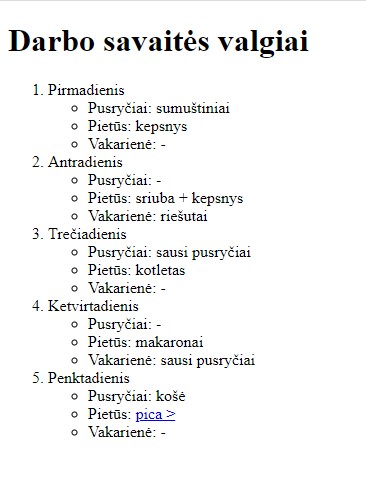 Darbo savaitės valgiai
1. Pirmadienis
Pusryčiai: sumuštiniai
Pietūs: kepsnys
Vakarienė: -
2. Antradienis
Pusryčiai: -
Pietūs: sriuba + kepsnys
Vakarienė: riešutai
3. Trečiadienis
Pusryčiai: sausi pusryčiai
Pietūs: kotletas
Vakarienė: -
4. Ketvirtadienis
Pusryčiai: -
Pietūs: makaronai
Vakarienė: sausi pusryčiai
5. Penktadienis
Pusryčiai: košė
Pietūs: pica >
Vakarienė: -